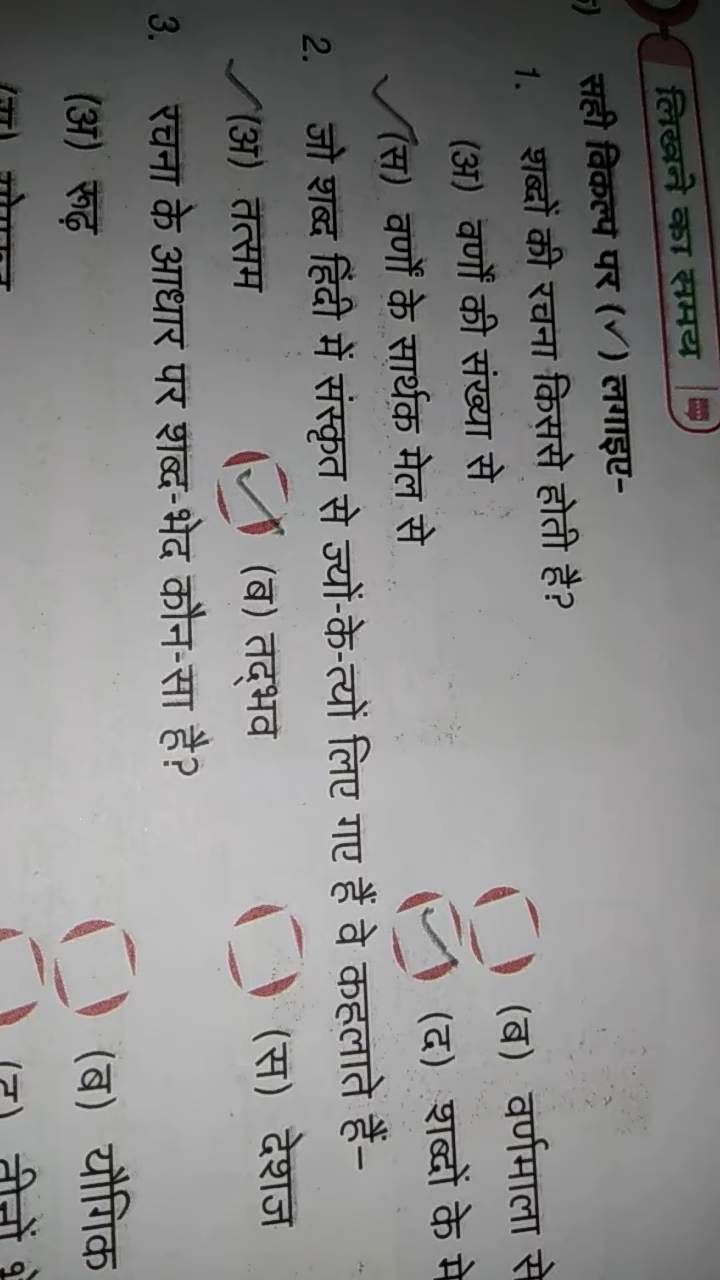 लिखने का समय
सही विकल्प पर (✓) लगाइए-
1. शब्दों की रचना किससे होती है?
(अ) वर्णों की संख्या से (ब) वर्णमाला से
✓(स) वर्णों के सार्थक मेल से ✓ (द) शब्दों के
2. जो शब्द हिंदी में संस्कृत से ज्यों-के-त्यों लिए गए हैं वे कहलाते हैं-
✓(अ) तत्सम ✓ (ब) तद्भव (स) देशज
3. रचना के आधार पर शब्द-भेद कौन-सा है?
(अ) रूढ़ (ब) यौगिक